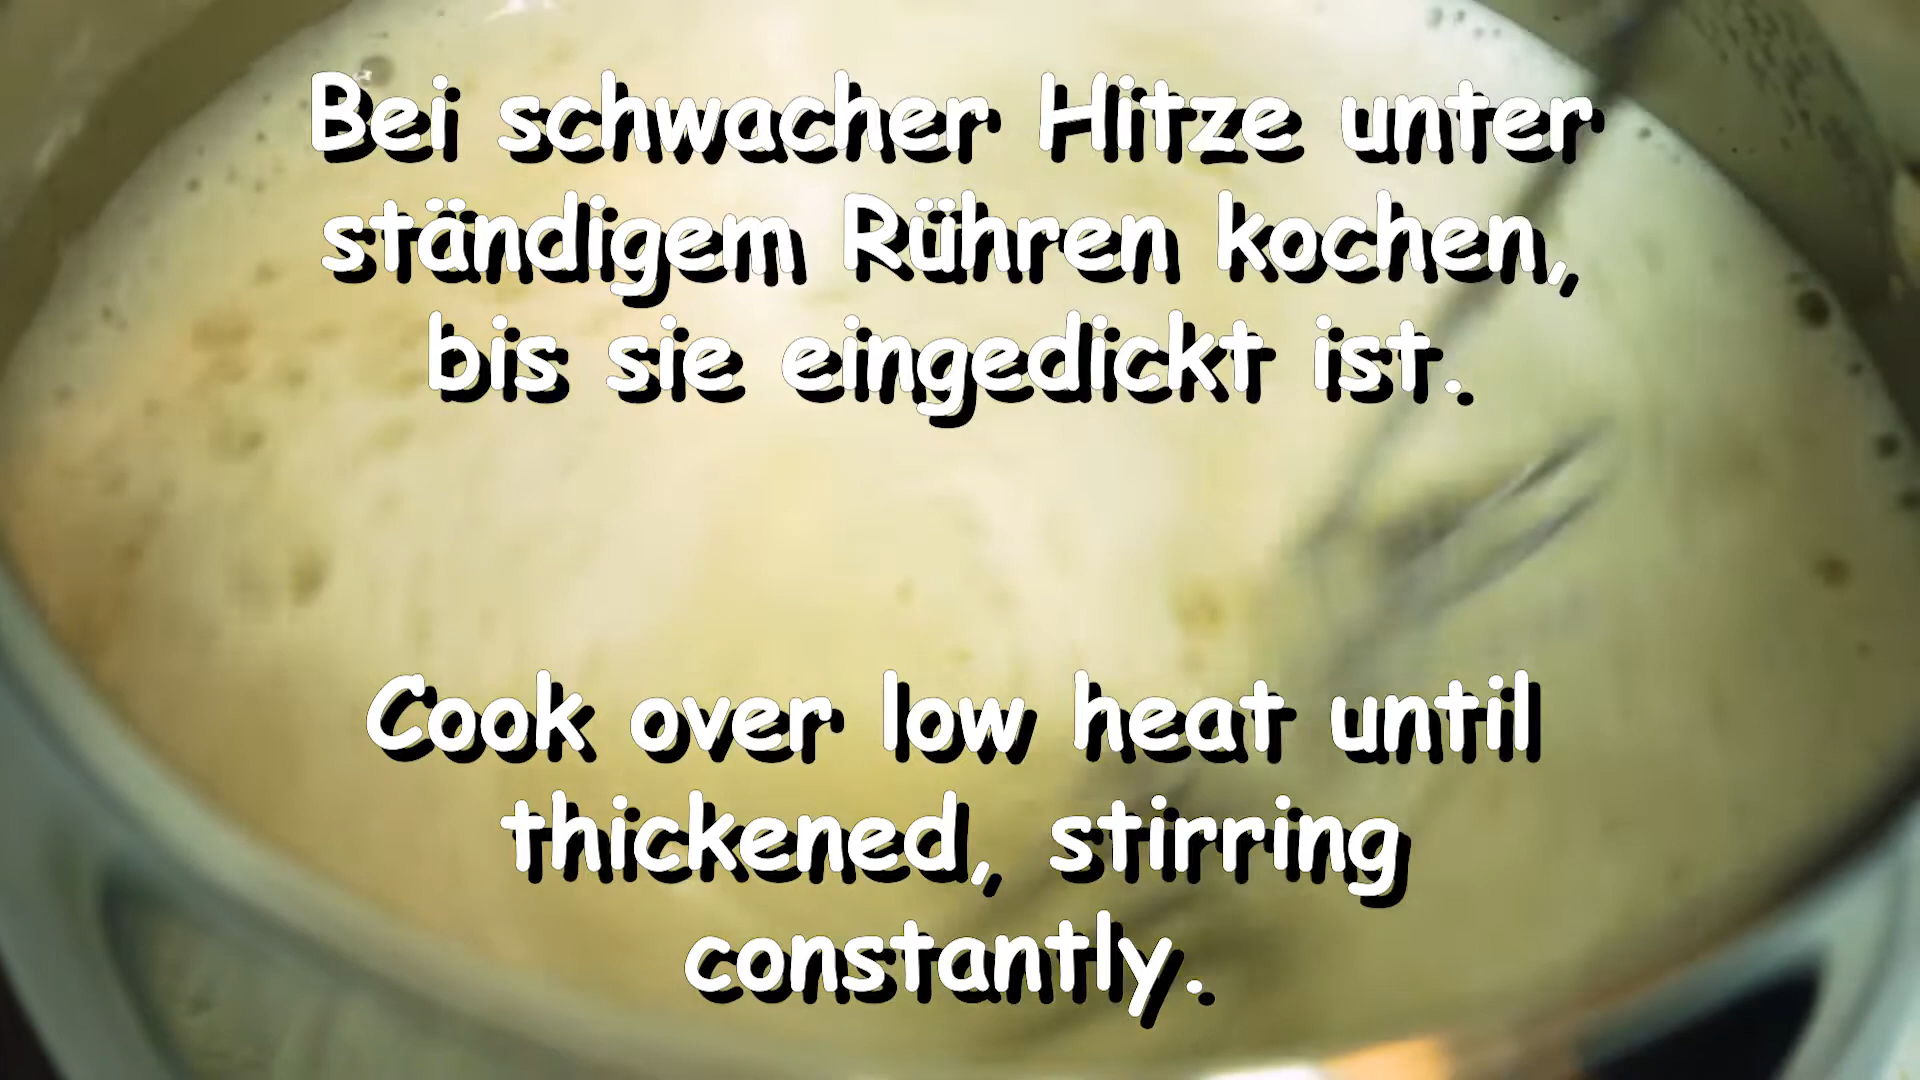 Bei schwacher Hitze unter
ständigem Rühren kochen,
bis sie eingedickt ist.
Cook over low heat until
thickened, stirring
constantly.